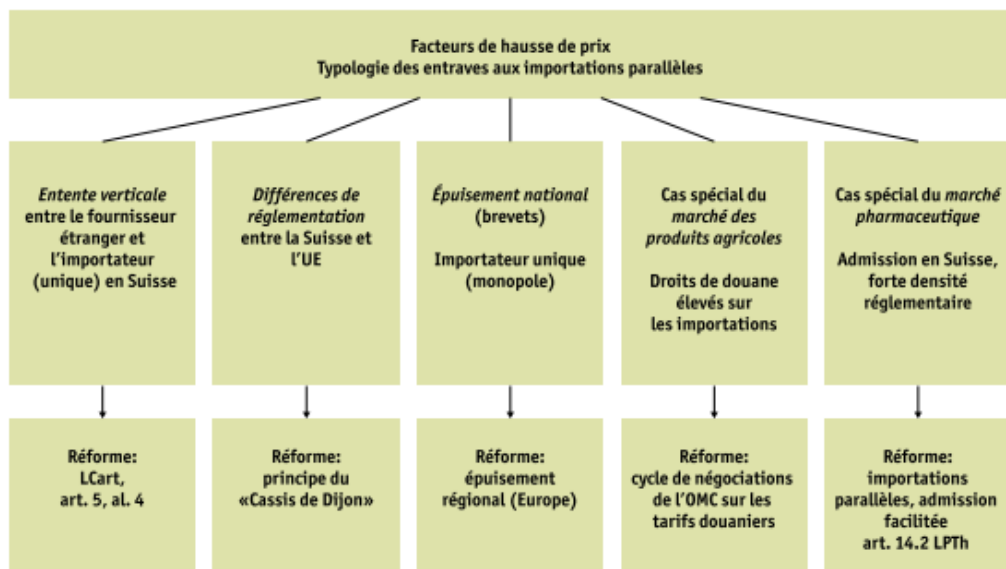 Facteurs de hausse de prix
Typologie des entraves aux importations parallèles
Entente verticale
entre le fournisseur
étranger et
l’importateur
(unique) en Suisse
Différences de
réglementation
entre la Suisse et
l’UE
Épuisement national
(brevets)
Importateur unique
(monopole)
Cas spécial du
marché des
produits agricoles
Droits de douane
élevés sur
les importations
Cas spécial du marché
pharmaceutique
Admission en Suisse,
forte densité
réglementaire
Réforme:
LCart,
art. 5, al. 4
Réforme:
principe du
«Cassis de Dijon»
Réforme:
épuisement
régional (Europe)
Réforme:
cycle de négociations
de l’OMC sur les
tarifs douaniers
Réforme:
importations
parallèles, admission
facilitée
art. 14.2 LPTh